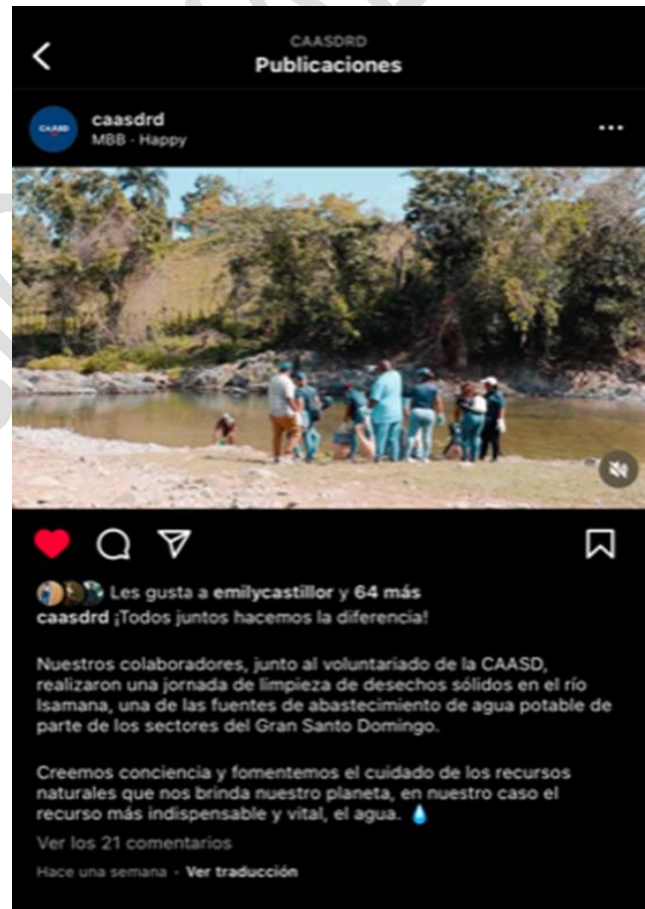 CAASDRD
Publicaciones
caasdrd
MBB - Happy
CAASD
Les gusta a emilycastillor y 64 más
caasdrd ¡Todos juntos hacemos la diferencia!
Nuestros colaboradores, junto al voluntariado de la CAASD,
realizaron una jornada de limpieza de desechos sólidos en el río
Isamana, una de las fuentes de abastecimiento de agua potable de
parte de los sectores del Gran Santo Domingo.
Creemos conciencia y fomentemos el cuidado de los recursos
naturales que nos brinda nuestro planeta, en nuestro caso el
recurso más indispensable y vital, el agua. 💧
Ver los 21 comentarios
Hace una semana - Ver traducción